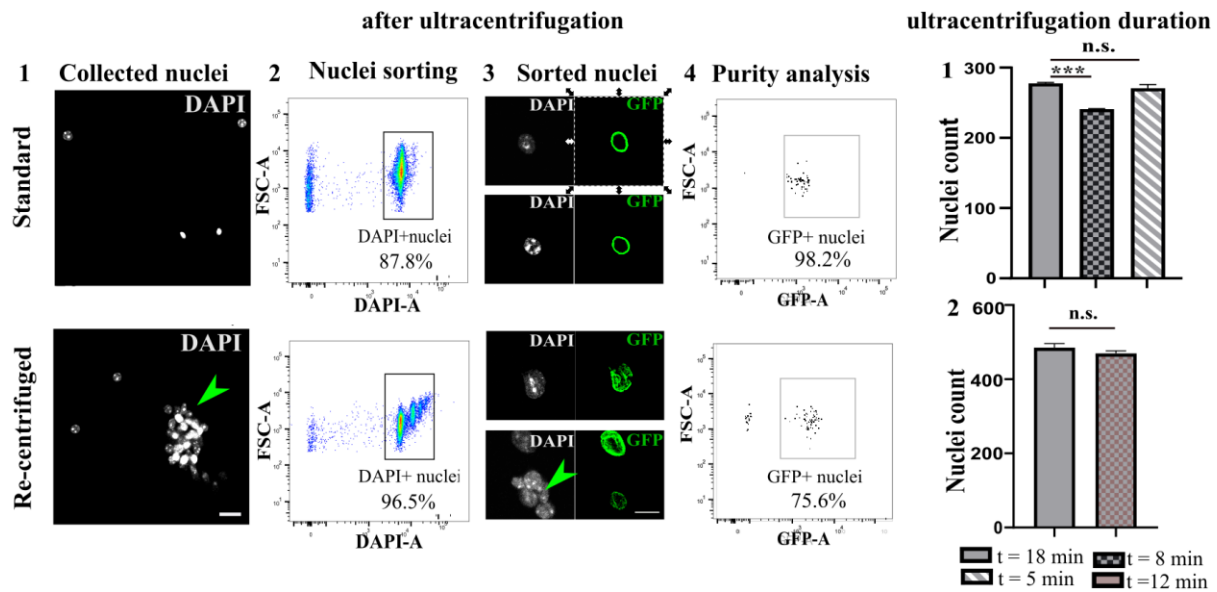 after ultracentrifugation
ultracentrifugation duration
1 Collected nuclei
2 Nuclei sorting
3 Sorted nuclei
4 Purity analysis
Standard
DAPI
FSC-A
DAPI+nuclei
87.8%
DAPI-A
DAPI
GFP
DAPI
GFP
FSC-A
GFP+ nuclei
98.2%
GFP-A
Re-centrifuged
DAPI
FSC-A
DAPI+ nuclei
96.5%
DAPI-A
DAPI
GFP
DAPI
GFP
FSC-A
GFP+ nuclei
75.6%
GFP-A
1
n.s.
***
Nuclei count
300
200
100
0
2
n.s.
Nuclei count
600
400
200
0
t = 18 min
t = 8 min
t = 5 min
t =12 min